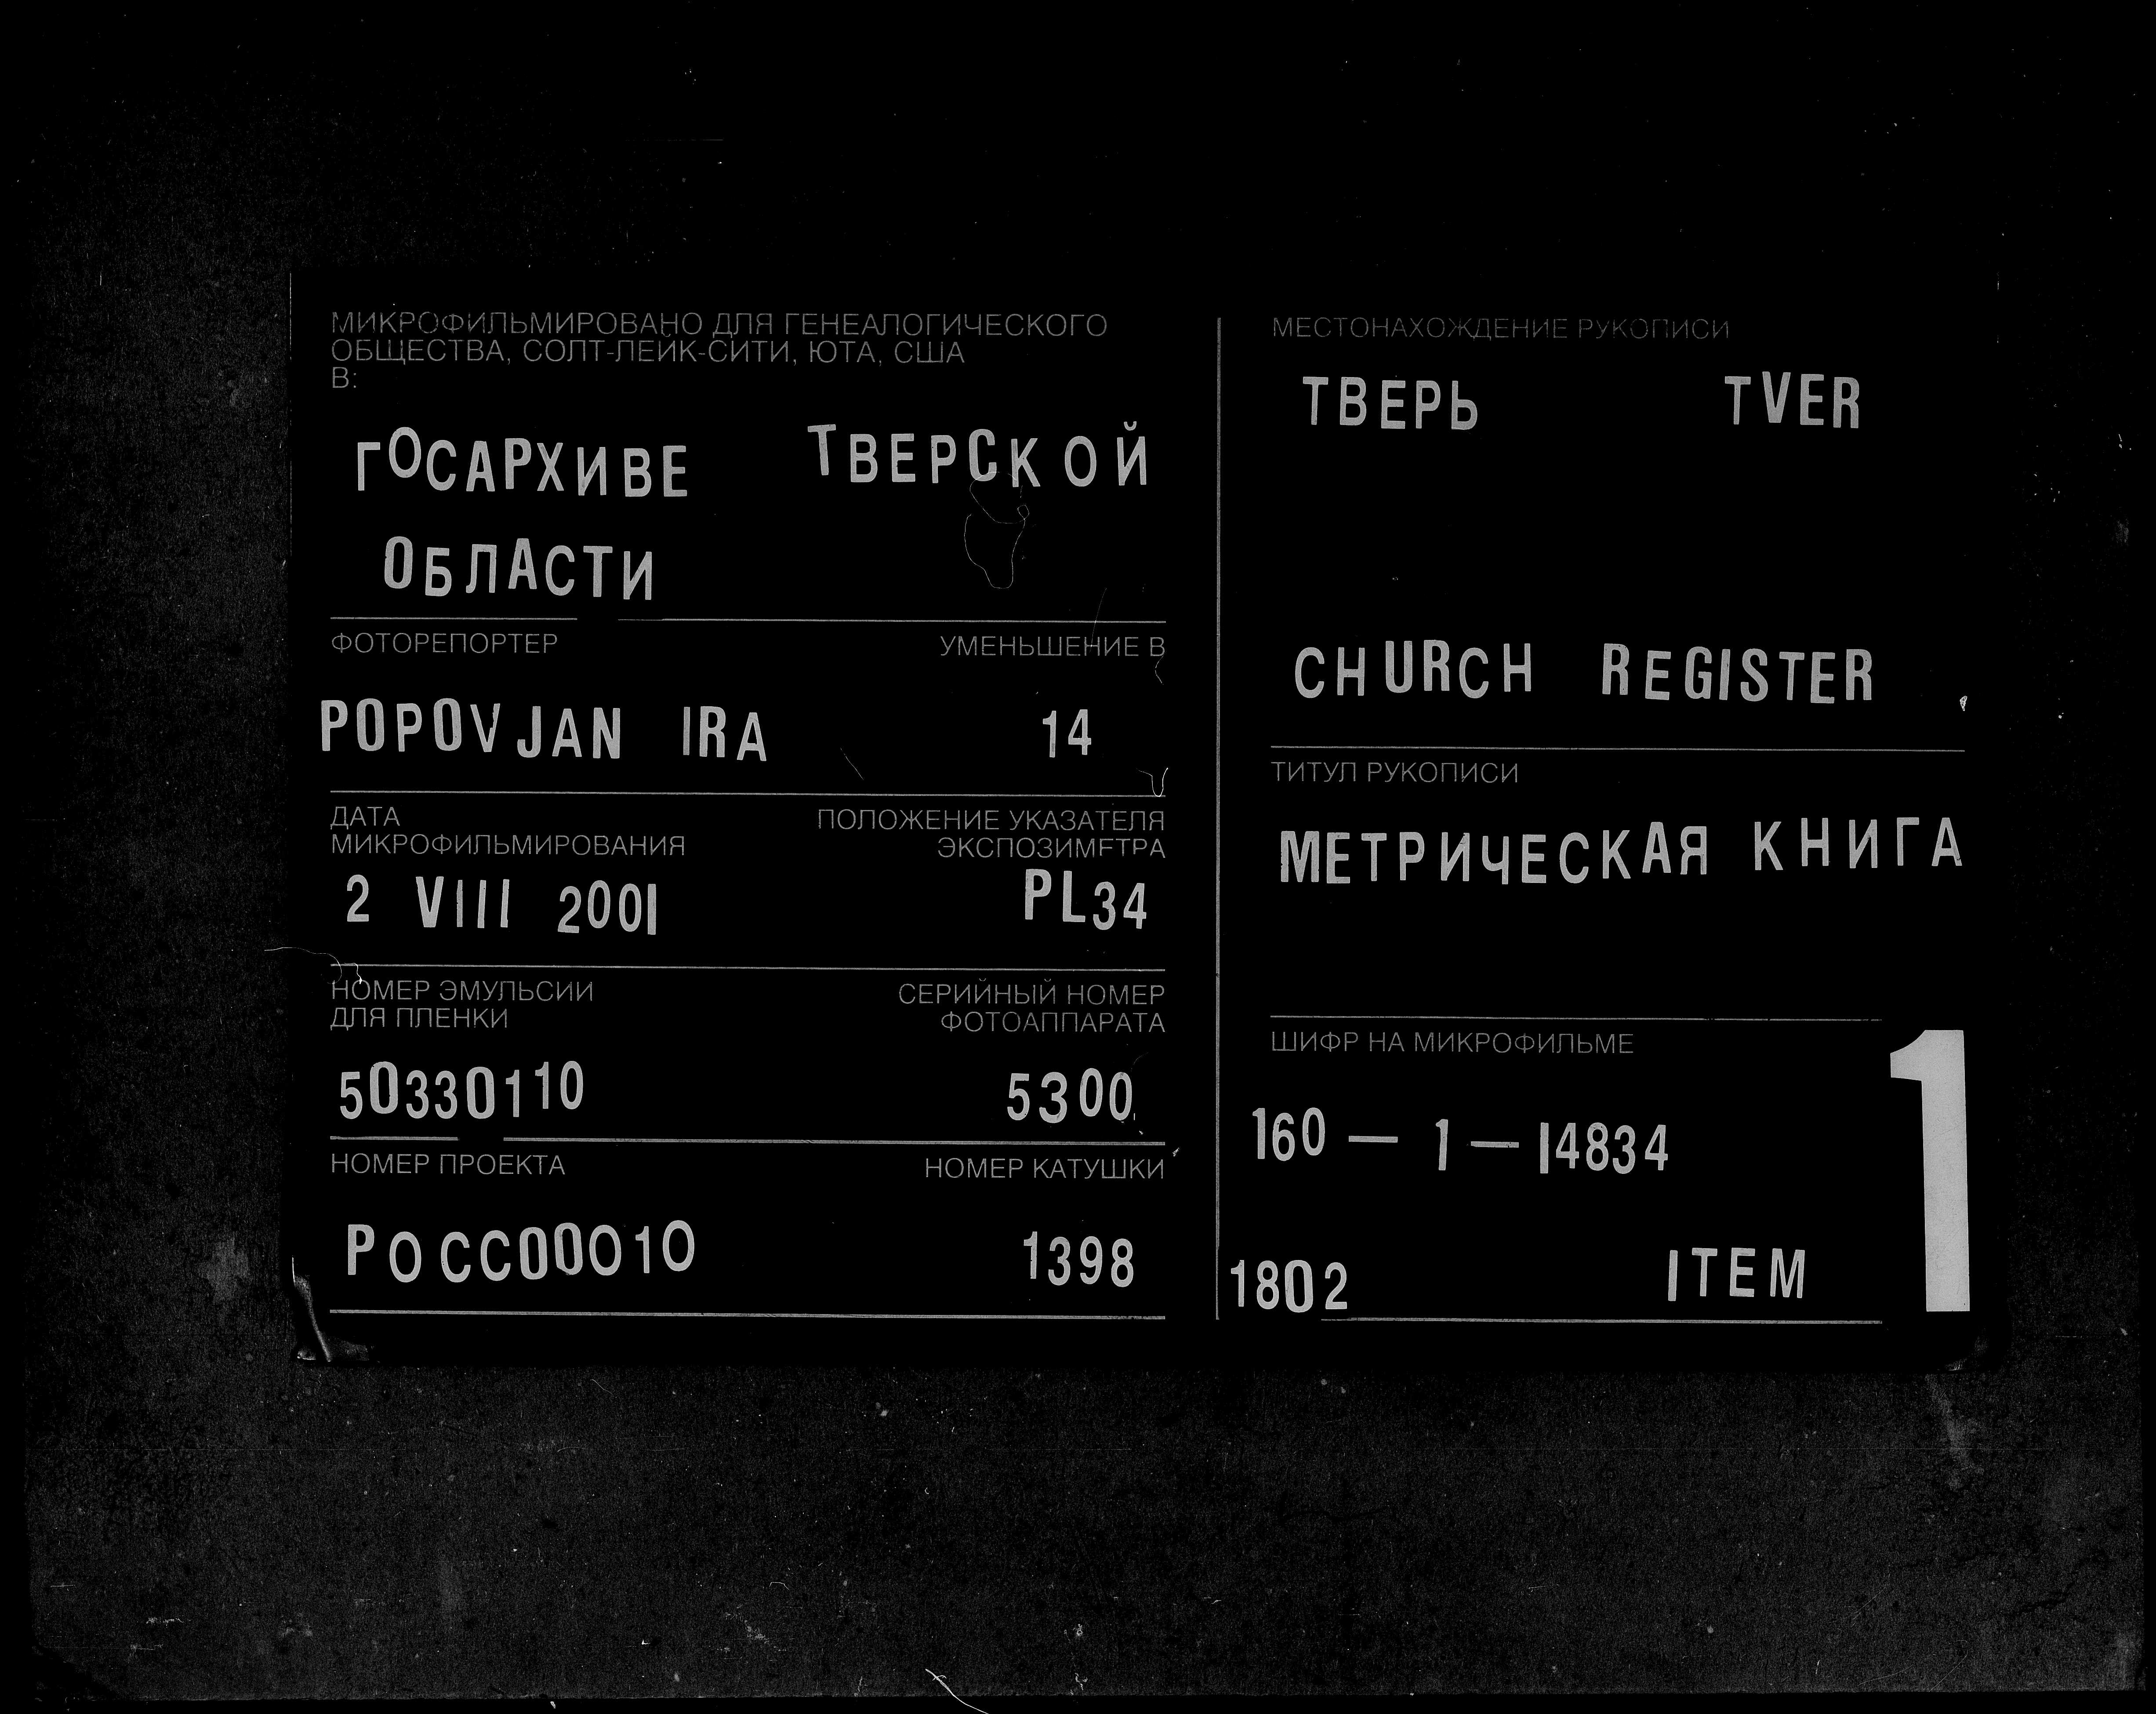 МИКРОФИЛЬМИРОВАНО ДЛЯ ГЕНЕАЛОГИЧЕСКОГО
ОБЩЕСТВА, СОЛТ-ЛЕЙК-СИТИ, ЮТА, США
В:
ГОСАРХИВЕ ТВЕРСКОЙ
ОБЛАСТИ
ФОТОРЕПОРТЕР УМЕНЬШЕНИЕ В
POPOVJAN IRA 14
ДАТА ПОЛОЖЕНИЕ УКАЗАТЕЛЯ
МИКРОФИЛЬМИРОВАНИЯ ЭКСПОЗИМЕТРА
2 VIII 2001 PL34
НОМЕР ЭМУЛЬСИИ СЕРИЙНЫЙ НОМЕР
ДЛЯ ПЛЕНКИ ФОТОАППАРАТА
50330110 5300
НОМЕР ПРОЕКТА НОМЕР КАТУШКИ
РОСС00010 1398
МЕСТОНАХОЖДЕНИЕ РУКОПИСИ
ТВЕРЬ TVER
CHURCH REGISTER
ТИТУЛ РУКОПИСИ
МЕТРИЧЕСКАЯ КНИГА
ШИФР НА МИКРОФИЛЬМЕ
160 — 1 — 14834
1802 ITEM 1